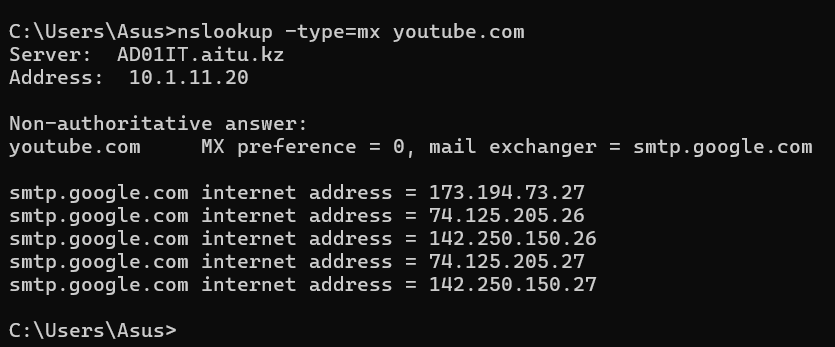 C:\Users\Asus>nslookup -type=mx youtube.com
Server:  AD01IT.aitu.kz
Address:  10.1.11.20

Non-authoritative answer:
youtube.com     MX preference = 0, mail exchanger = smtp.google.com

smtp.google.com internet address = 173.194.73.27
smtp.google.com internet address = 74.125.205.26
smtp.google.com internet address = 142.250.150.26
smtp.google.com internet address = 74.125.205.27
smtp.google.com internet address = 142.250.150.27

C:\Users\Asus>